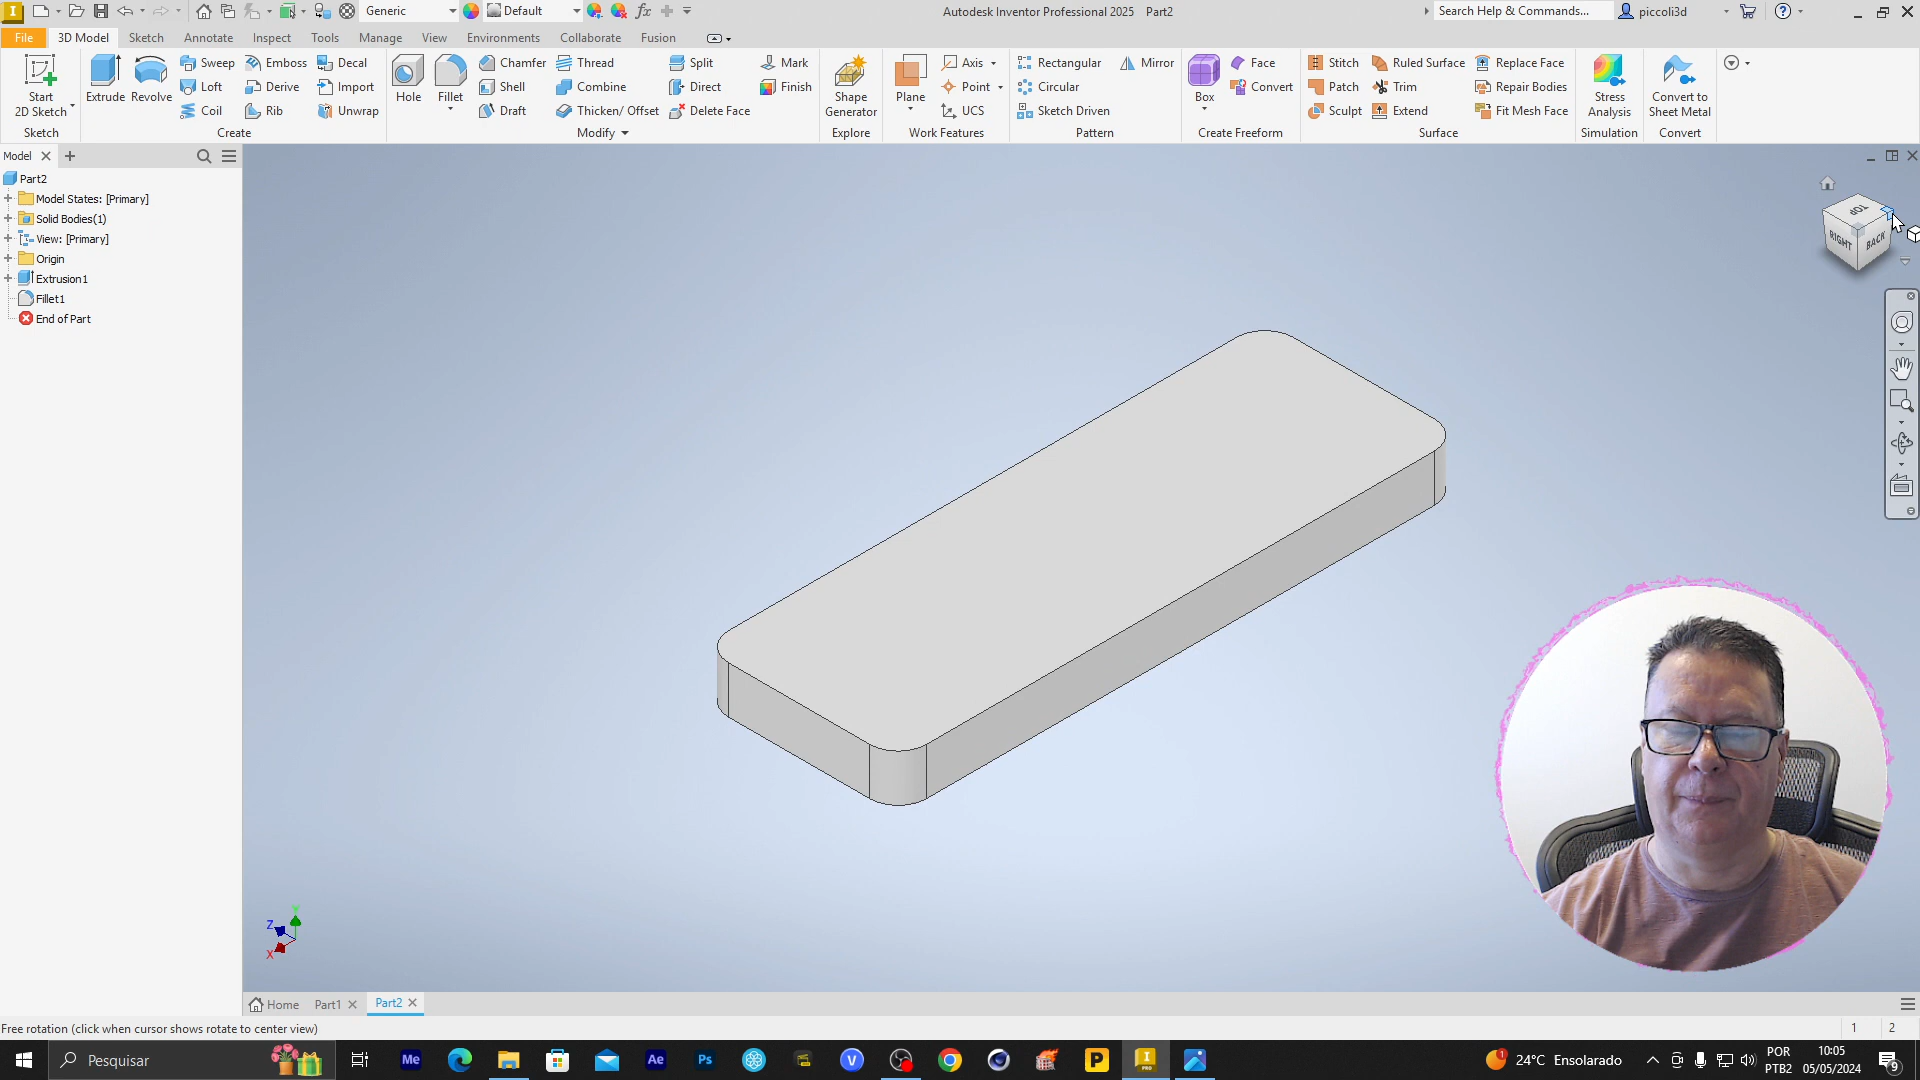 Generic
Default
Autodesk Inventor Professional 2025 Part2
Search Help & Commands...
piccoli3d
File
3D Model
Sketch
Annotate
Inspect
Tools
Manage
View
Environments
Collaborate
Fusion
Start
2D Sketch
Sketch
Extrude
Revolve
Sweep
Loft
Coil
Emboss
Derive
Rib
Decal
Import
Unwrap
Create
Hole
Fillet
Chamfer
Shell
Draft
Thread
Combine
Thicken/ Offset
Split
Direct
Delete Face
Mark
Finish
Modify
Shape
Generator
Explore
Plane
Axis
Point
UCS
Work Features
Rectangular
Circular
Sketch Driven
Mirror
Pattern
Box
Face
Convert
Create Freeform
Stitch
Patch
Sculpt
Ruled Surface
Trim
Extend
Replace Face
Repair Bodies
Fit Mesh Face
Surface
Stress
Analysis
Simulation
Convert to
Sheet Metal
Convert
Model
Part2
Model States: [Primary]
Solid Bodies(1)
View: [Primary]
Origin
Extrusion1
Fillet1
End of Part
TOP
RIGHT
BACK
Y
Z
X
Home
Part1
Part2
Free rotation (click when cursor shows rotate to center view)
1
2
Pesquisar
24°C Ensolarado
POR
PTB2
10:05
05/05/2024
9